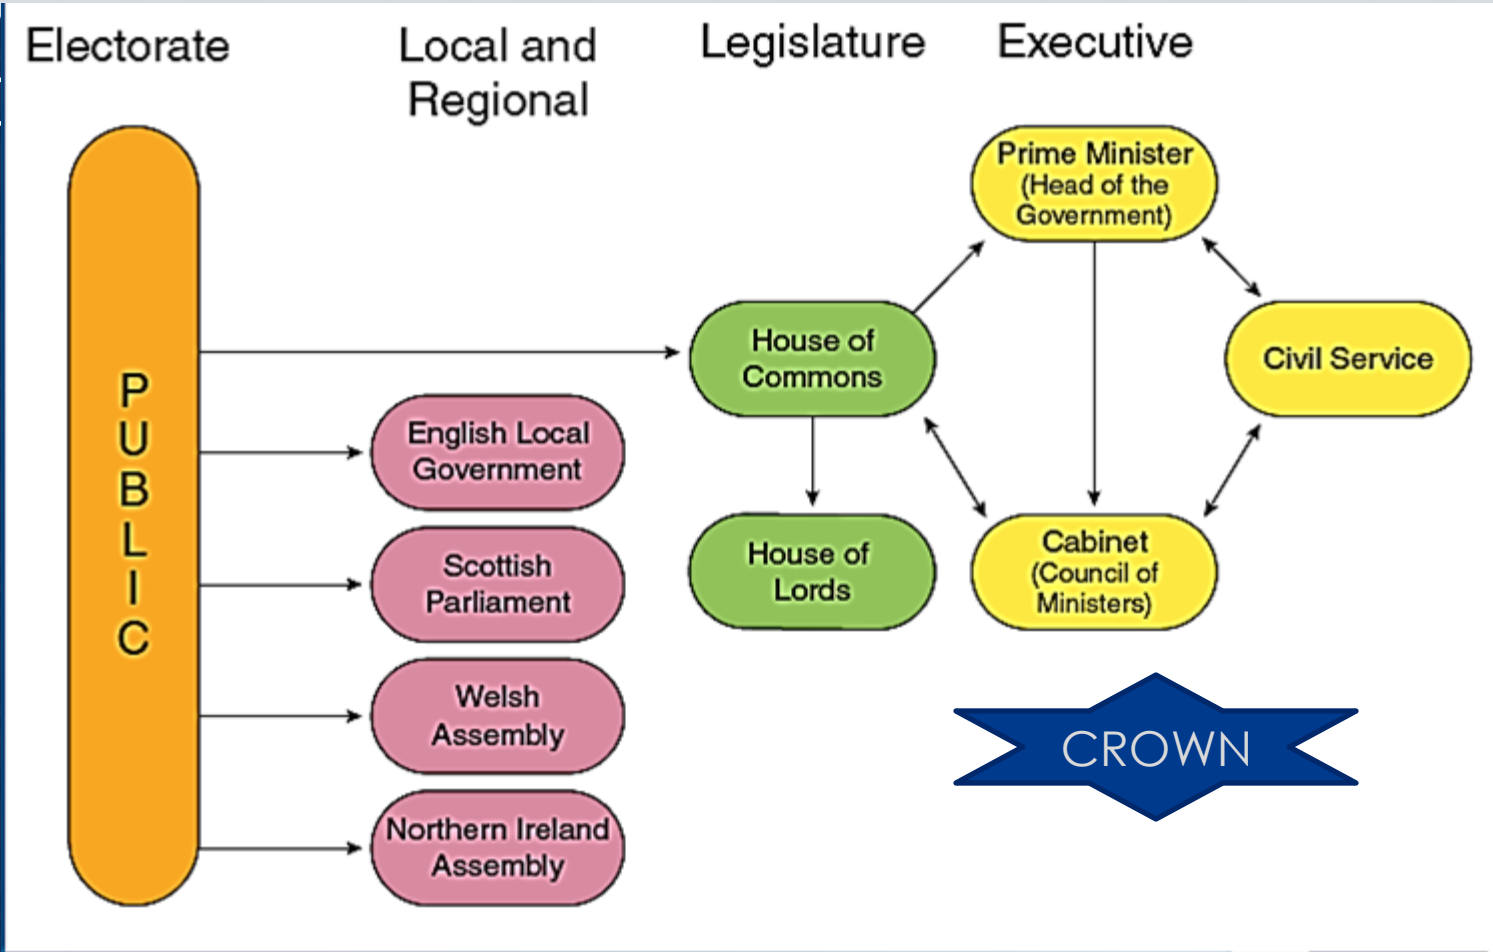 Electorate
Local and
Regional
Legislature
Executive
P
U
B
L
I
C
English Local
Government
Scottish
Parliament
Welsh
Assembly
Northern Ireland
Assembly
House of
Commons
House of
Lords
Prime Minister
(Head of the
Government)
Civil Service
Cabinet
(Council of
Ministers)
CROWN